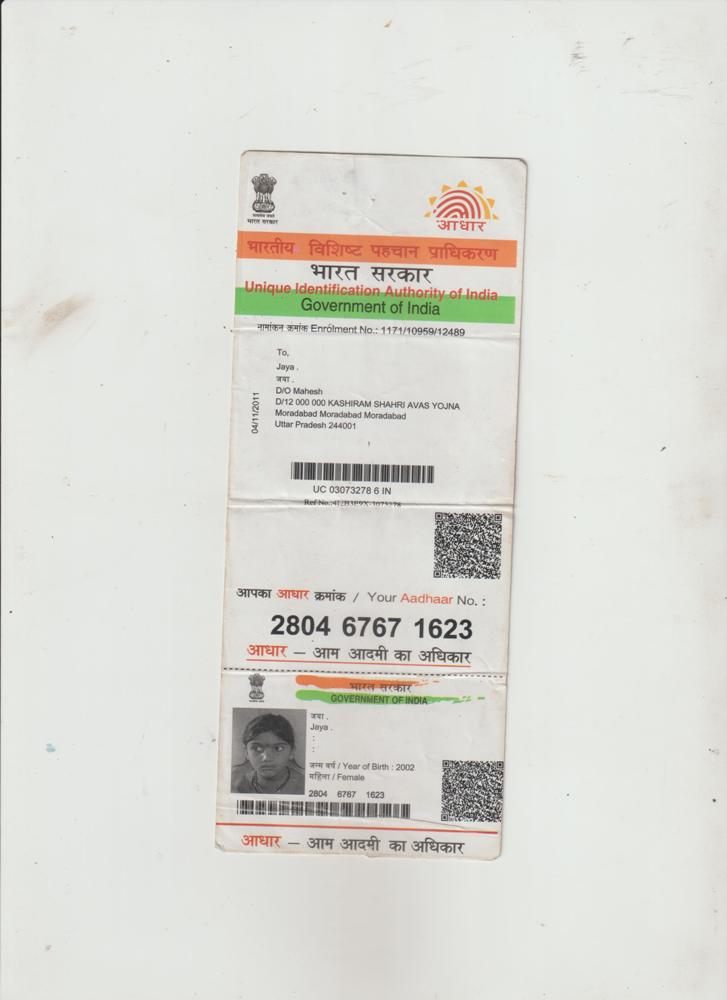 भारत सरकार
आधार
भारतीय विशिष्ट पहचान प्राधिकरण
भारत सरकार
Unique Identification Authority of India
Government of India
नामांकन क्रमांक Enrolment No.: 1171/10959/12489
To,
Jaya .
जया .
D/O Mahesh
D/12 000 000 KASHIRAM SHAHRI AVAS YOJNA
Moradabad Moradabad Moradabad
Uttar Pradesh 244001
04/11/2011
UC 03073278 6 IN
Ref No.:
आपका आधार क्रमांक / Your Aadhaar No. :
2804 6767 1623
आधार — आम आदमी का अधिकार
भारत सरकार
GOVERNMENT OF INDIA
जया .
Jaya .
:
:
जन्म वर्ष / Year of Birth : 2002
महिला / Female
2804 6767 1623
आधार — आम आदमी का अधिकार